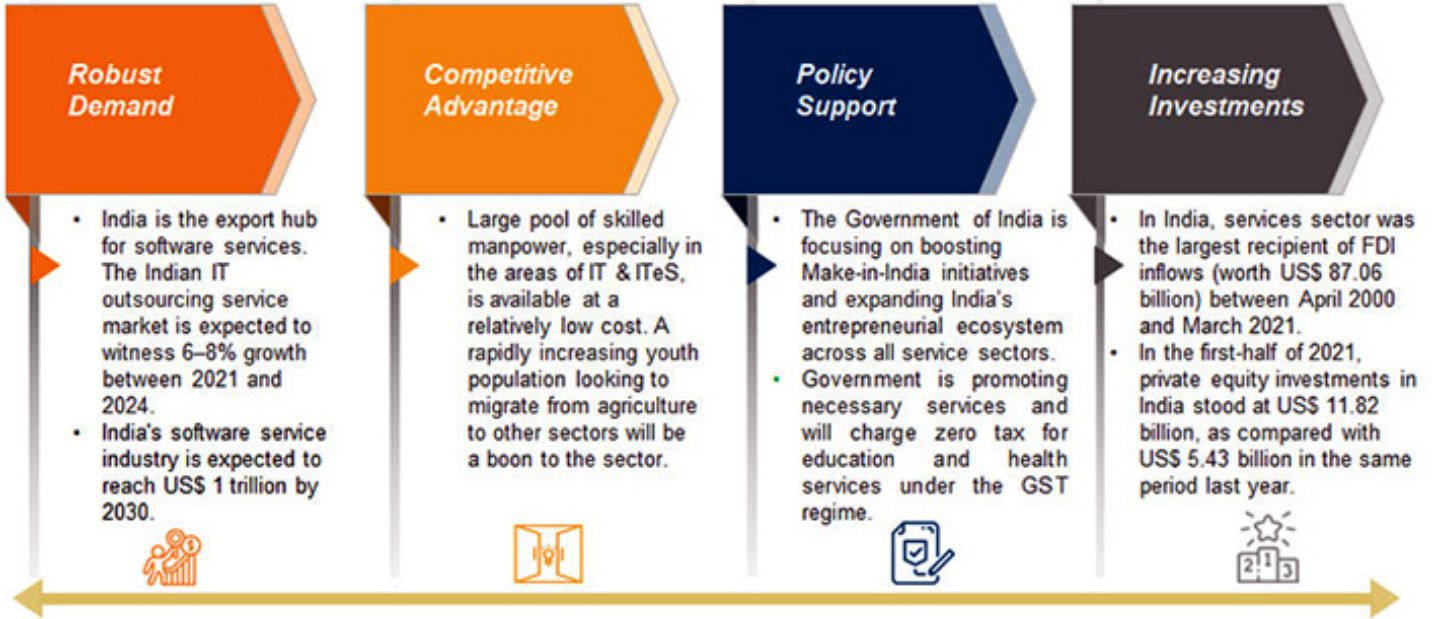 Robust
Demand
• India is the export hub
for software services.
The Indian IT
outsourcing service
market is expected to
witness 6–8% growth
between 2021 and
2024.
• India's software service
industry is expected to
reach US$ 1 trillion by
2030.
Competitive
Advantage
• Large pool of skilled
manpower, especially in
the areas of IT & ITeS,
is available at a
relatively low cost. A
rapidly increasing youth
population looking to
migrate from agriculture
to other sectors will be
a boon to the sector.
Policy
Support
• The Government of India is
focusing on boosting
Make-in-India initiatives
and expanding India's
entrepreneurial ecosystem
across all service sectors.
• Government is promoting
necessary services and
will charge zero tax for
education and health
services under the GST
regime.
Increasing
Investments
• In India, services sector was
the largest recipient of FDI
inflows (worth US$ 87.06
billion) between April 2000
and March 2021.
• In the first-half of 2021,
private equity investments in
India stood at US$ 11.82
billion, as compared with
US$ 5.43 billion in the same
period last year.
$
2 1 3